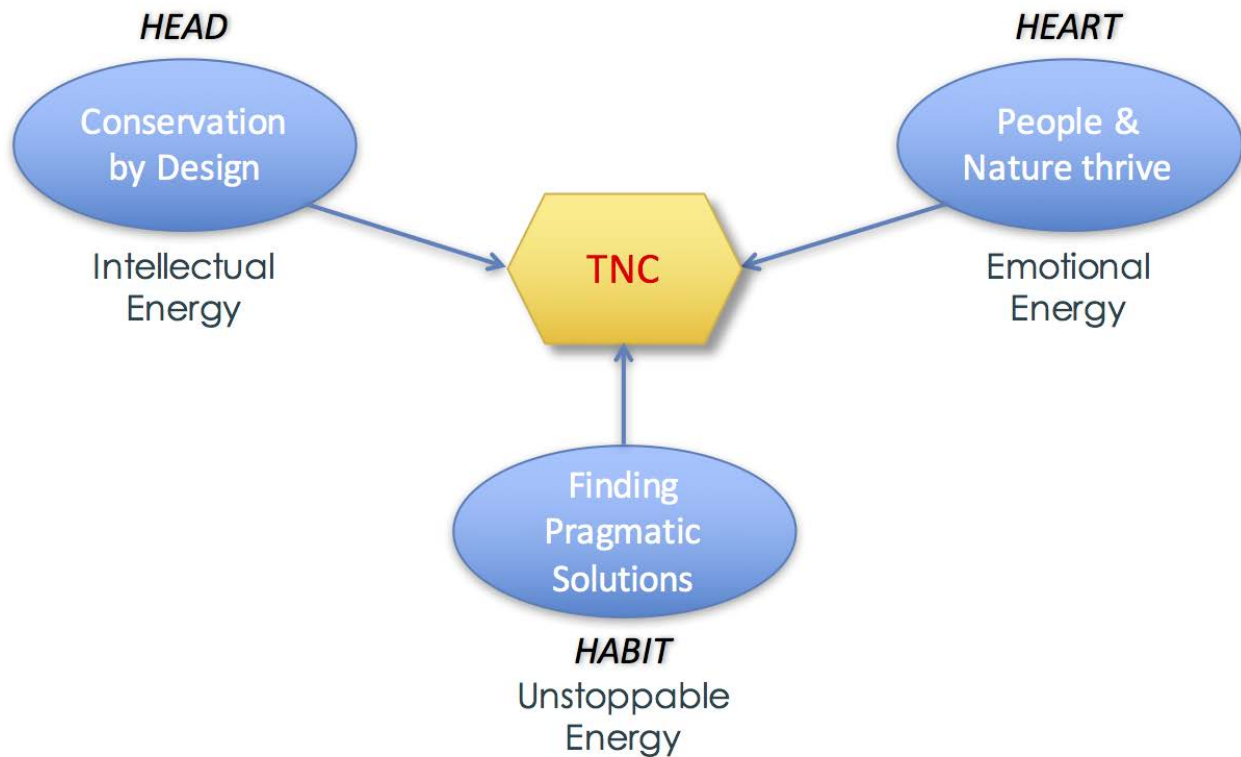 HEAD
Conservation
by Design
Intellectual
Energy
HEART
People &
Nature thrive
Emotional
Energy
TNC
Finding
Pragmatic
Solutions
HABIT
Unstoppable
Energy